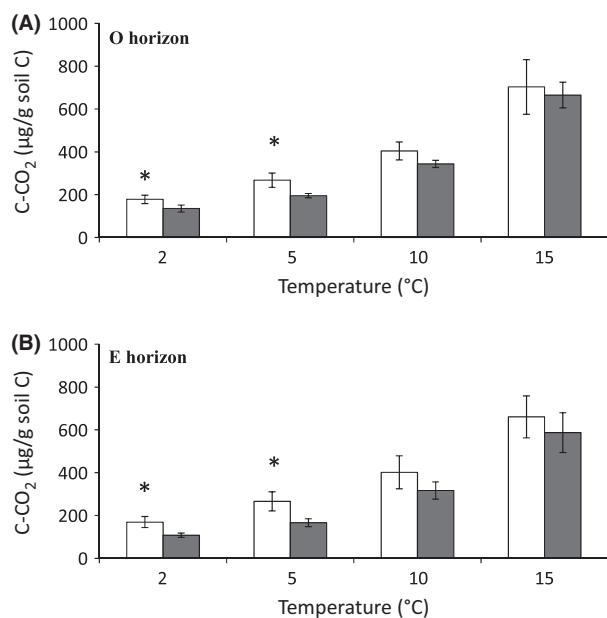 (A)
O horizon
C-CO₂ (µg/g soil C)
1000
800
600
400
200
0
*
*
2 5 10 15
Temperature (°C)
(B)
E horizon
C-CO₂ (µg/g soil C)
1000
800
600
400
200
0
*
*
2 5 10 15
Temperature (°C)